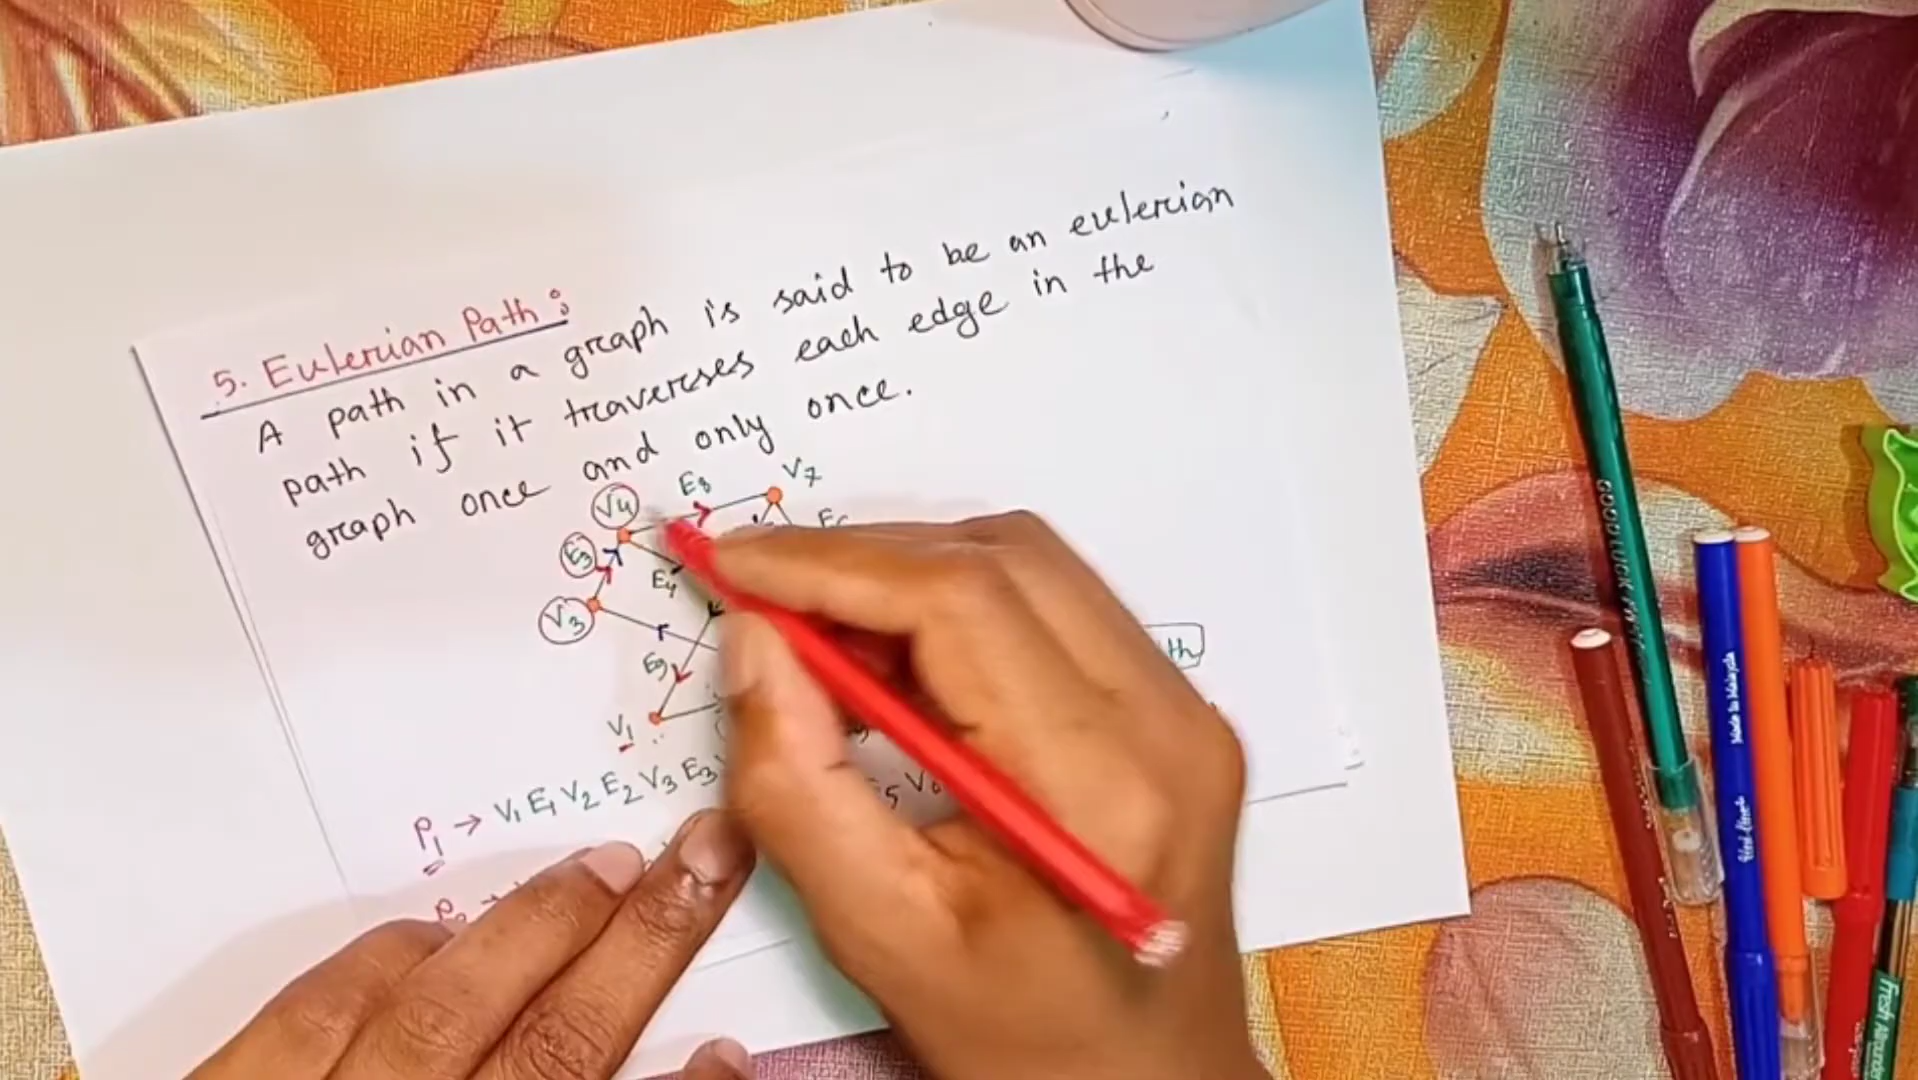 5. Eulerian Path :
A path in a graph is said to be an eulerian
path if it traverses each edge in the
graph once and only once.
V4 E8 V7
E3 E4
V3
E9
V1
P1 → V1 E1 V2 E2 V3 E3